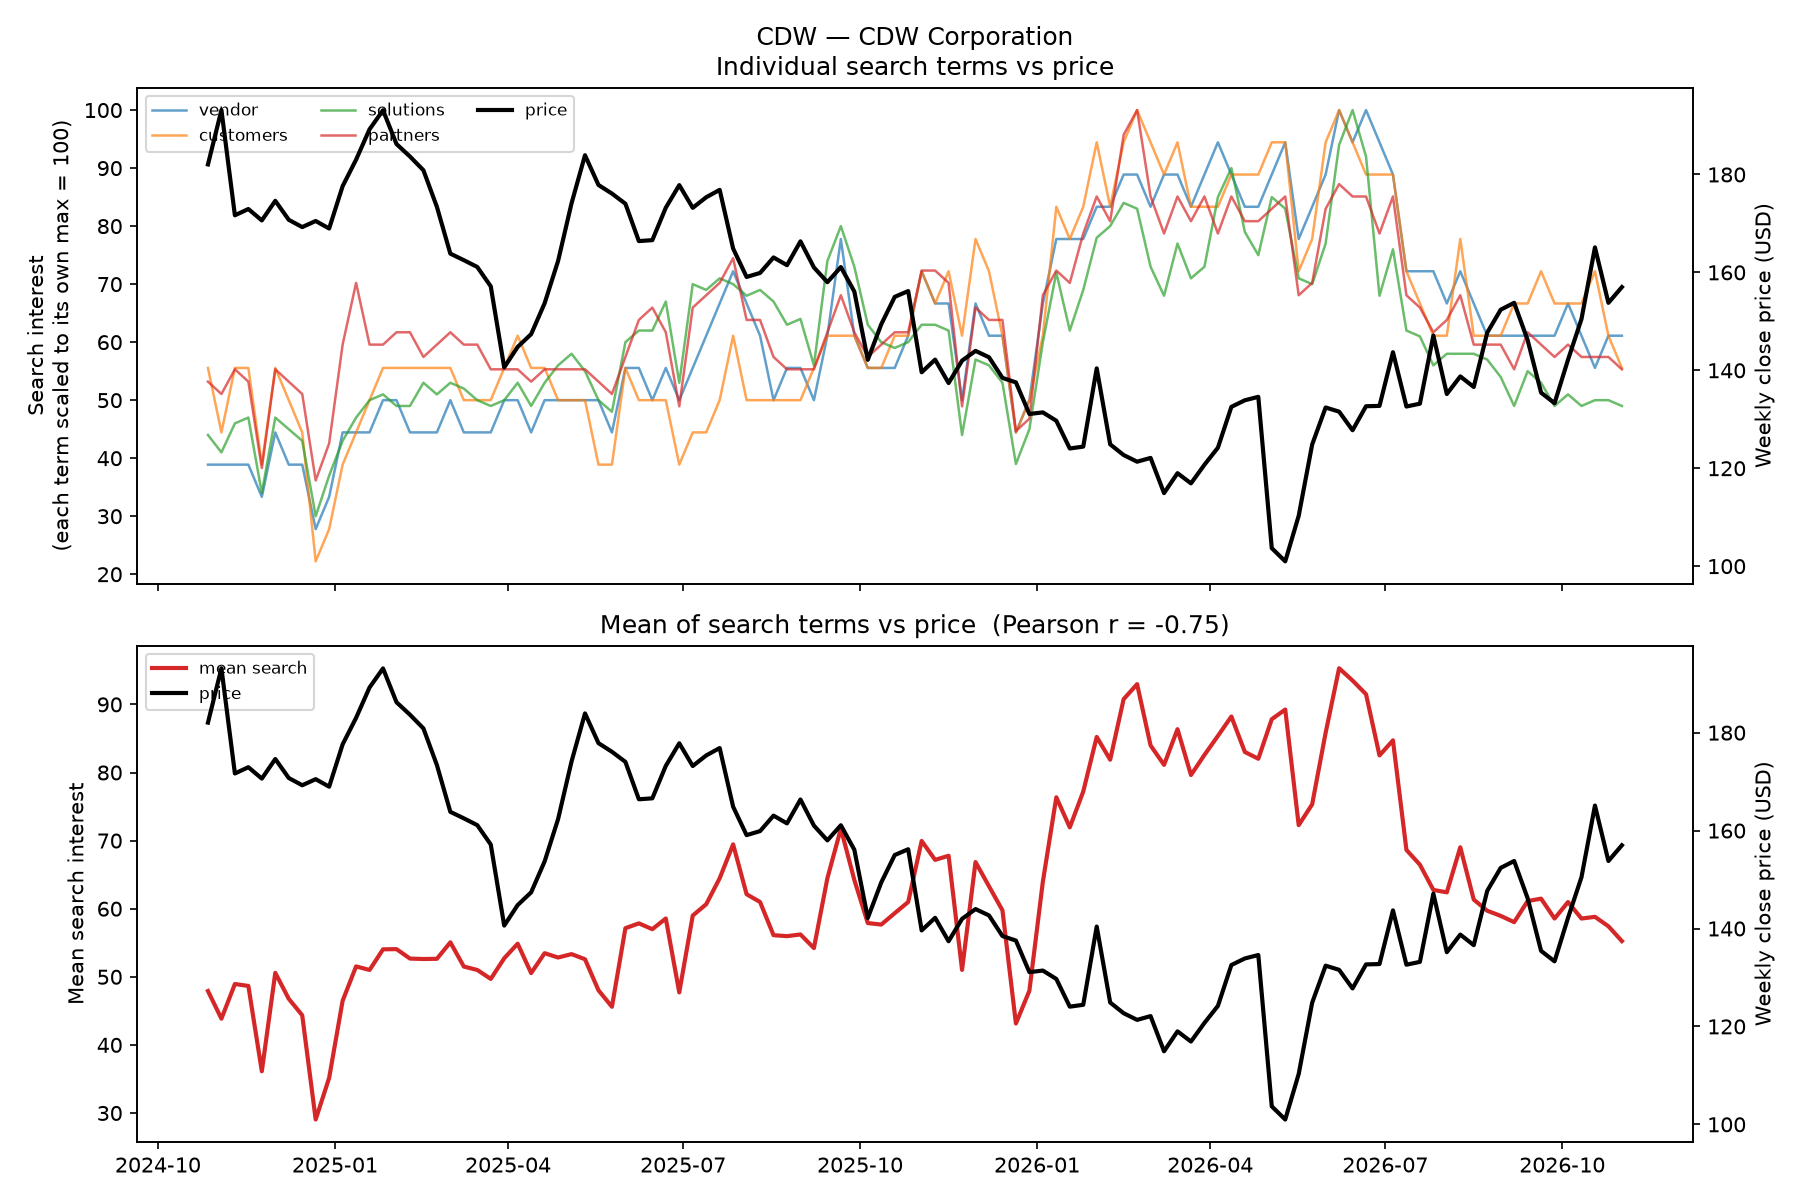 CDW — CDW Corporation
Individual search terms vs price
vendor
customers
solutions
partners
price
Search interest
(each term scaled to its own max = 100)
100
90
80
70
60
50
40
30
20
180
160
140
120
100
Weekly close price (USD)
Mean of search terms vs price (Pearson r = -0.75)
mean search
price
Mean search interest
90
80
70
60
50
40
30
180
160
140
120
100
Weekly close price (USD)
2024-10
2025-01
2025-04
2025-07
2025-10
2026-01
2026-04
2026-07
2026-10